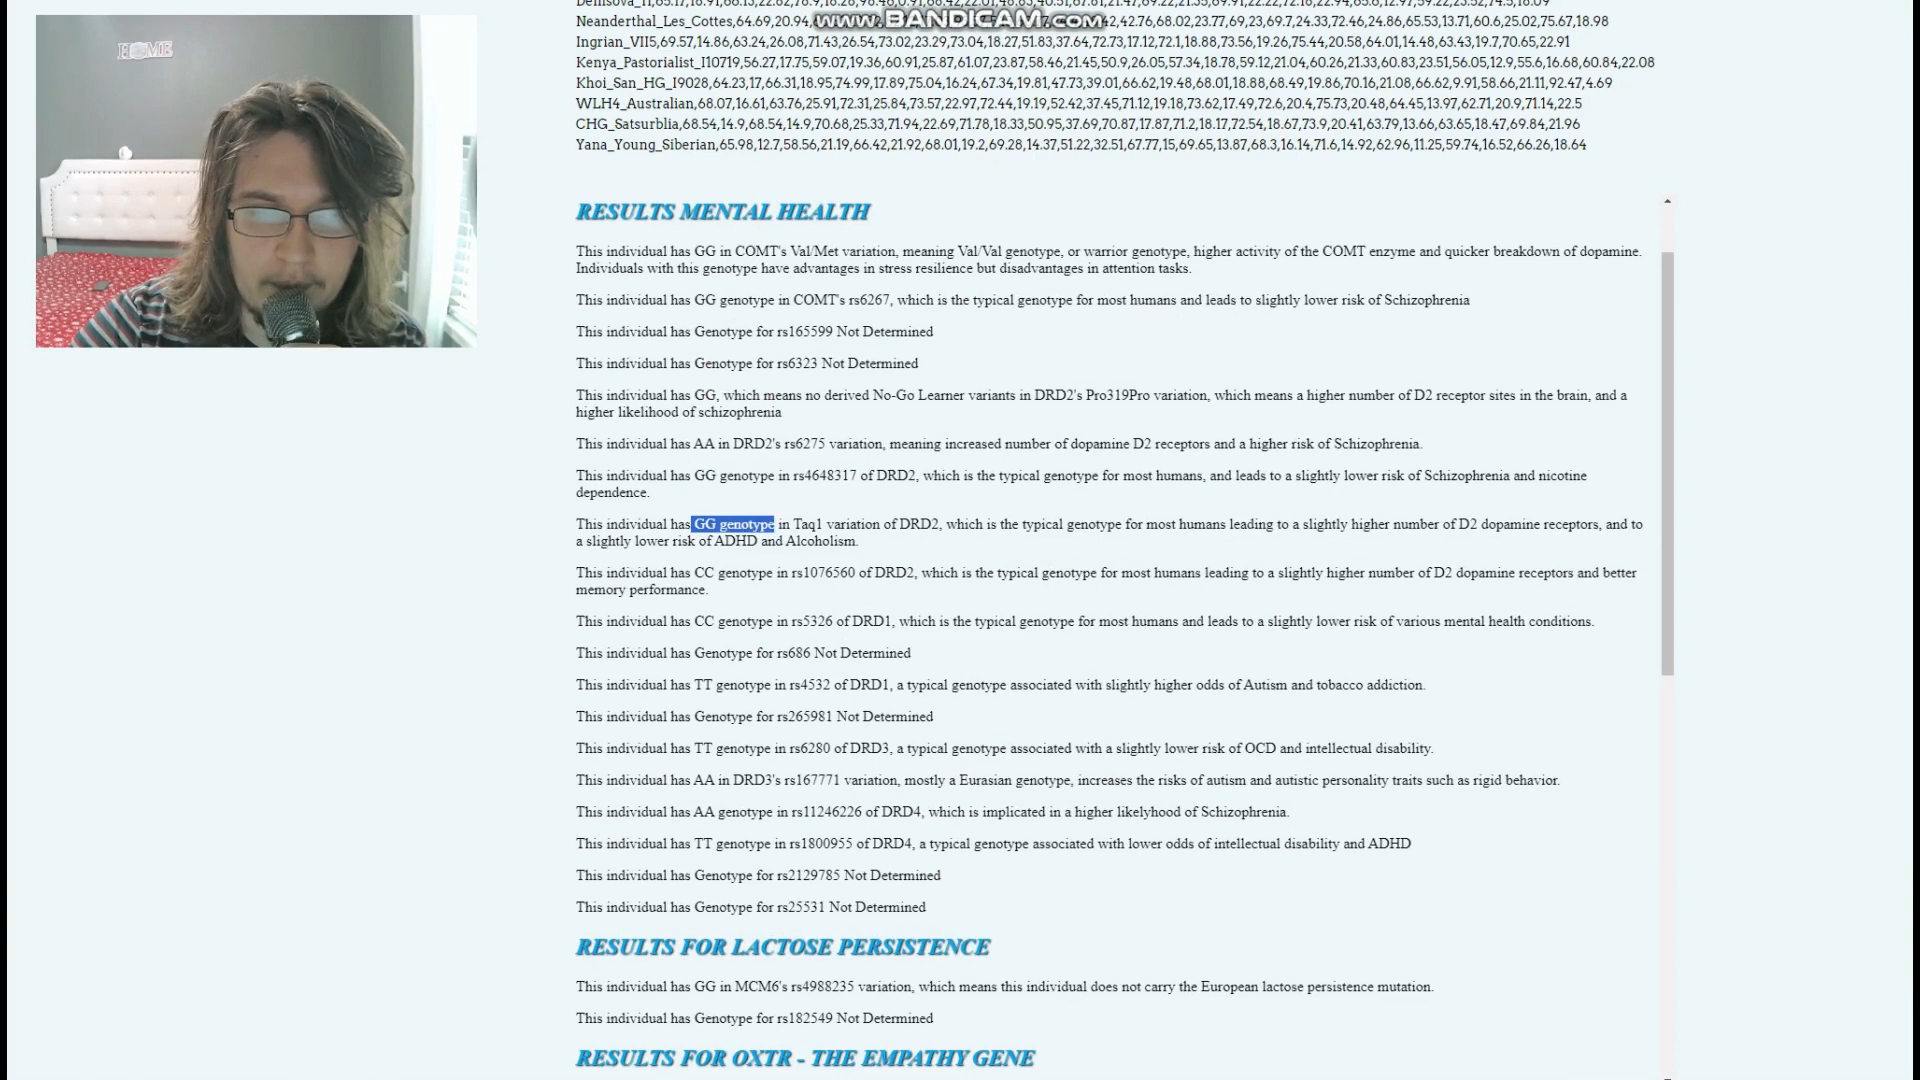 HOME
www.BANDICAM.com
Neanderthal_Les_Cottes,64.69,20.94,
42,42.76,68.02,23.77,69,23,69.7,24.33,72.46,24.86,65.53,13.71,60.6,25.02,75.67,18.98
Ingrian_VII5,69.57,14.86,63.24,26.08,71.43,26.54,73.02,23.29,73.04,18.27,51.83,37.64,72.73,17.12,72.1,18.88,73.56,19.26,75.44,20.58,64.01,14.48,63.43,19.7,70.65,22.91
Kenya_Pastorialist_I10719,56.27,17.75,59.07,19.36,60.91,25.87,61.07,23.87,58.46,21.45,50.9,26.05,57.34,18.78,59.12,21.04,60.26,21.33,60.83,23.51,56.05,12.9,55.6,16.68,60.84,22.08
Khoi_San_HG_I9028,64.23,17,66.31,18.95,74.99,17.89,75.04,16.24,67.34,19.81,47.73,39.01,66.62,19.48,68.01,18.88,68.49,19.86,70.16,21.08,66.62,9.91,58.66,21.11,92.47,4.69
WLH4_Australian,68.07,16.61,63.76,25.91,72.31,25.84,73.57,22.97,72.44,19.19,52.42,37.45,71.12,19.18,73.62,17.49,72.6,20.4,75.73,20.48,64.45,13.97,62.71,20.9,71.14,22.5
CHG_Satsurblia,68.54,14.9,68.54,14.9,70.68,25.33,71.94,22.69,71.78,18.33,50.95,37.69,70.87,17.87,71.2,18.17,72.54,18.67,73.9,20.41,63.79,13.66,63.65,18.47,69.84,21.96
Yana_Young_Siberian,65.98,12.7,58.56,21.19,66.42,21.92,68.01,19.2,69.28,14.37,51.22,32.51,67.77,15,69.65,13.87,68.3,16.14,71.6,14.92,62.96,11.25,59.74,16.52,66.26,18.64
RESULTS MENTAL HEALTH
This individual has GG in COMT's Val/Met variation, meaning Val/Val genotype, or warrior genotype, higher activity of the COMT enzyme and quicker breakdown of dopamine.
Individuals with this genotype have advantages in stress resilience but disadvantages in attention tasks.
This individual has GG genotype in COMT's rs6267, which is the typical genotype for most humans and leads to slightly lower risk of Schizophrenia
This individual has Genotype for rs165599 Not Determined
This individual has Genotype for rs6323 Not Determined
This individual has GG, which means no derived No-Go Learner variants in DRD2's Pro319Pro variation, which means a higher number of D2 receptor sites in the brain, and a
higher likelihood of schizophrenia
This individual has AA in DRD2's rs6275 variation, meaning increased number of dopamine D2 receptors and a higher risk of Schizophrenia.
This individual has GG genotype in rs4648317 of DRD2, which is the typical genotype for most humans, and leads to a slightly lower risk of Schizophrenia and nicotine
dependence.
This individual has GG genotype in Taq1 variation of DRD2, which is the typical genotype for most humans leading to a slightly higher number of D2 dopamine receptors, and to
a slightly lower risk of ADHD and Alcoholism.
This individual has CC genotype in rs1076560 of DRD2, which is the typical genotype for most humans leading to a slightly higher number of D2 dopamine receptors and better
memory performance.
This individual has CC genotype in rs5326 of DRD1, which is the typical genotype for most humans and leads to a slightly lower risk of various mental health conditions.
This individual has Genotype for rs686 Not Determined
This individual has TT genotype in rs4532 of DRD1, a typical genotype associated with slightly higher odds of Autism and tobacco addiction.
This individual has Genotype for rs265981 Not Determined
This individual has TT genotype in rs6280 of DRD3, a typical genotype associated with a slightly lower risk of OCD and intellectual disability.
This individual has AA in DRD3's rs167771 variation, mostly a Eurasian genotype, increases the risks of autism and autistic personality traits such as rigid behavior.
This individual has AA genotype in rs11246226 of DRD4, which is implicated in a higher likelyhood of Schizophrenia.
This individual has TT genotype in rs1800955 of DRD4, a typical genotype associated with lower odds of intellectual disability and ADHD
This individual has Genotype for rs2129785 Not Determined
This individual has Genotype for rs25531 Not Determined
RESULTS FOR LACTOSE PERSISTENCE
This individual has GG in MCM6's rs4988235 variation, which means this individual does not carry the European lactose persistence mutation.
This individual has Genotype for rs182549 Not Determined
RESULTS FOR OXTR - THE EMPATHY GENE